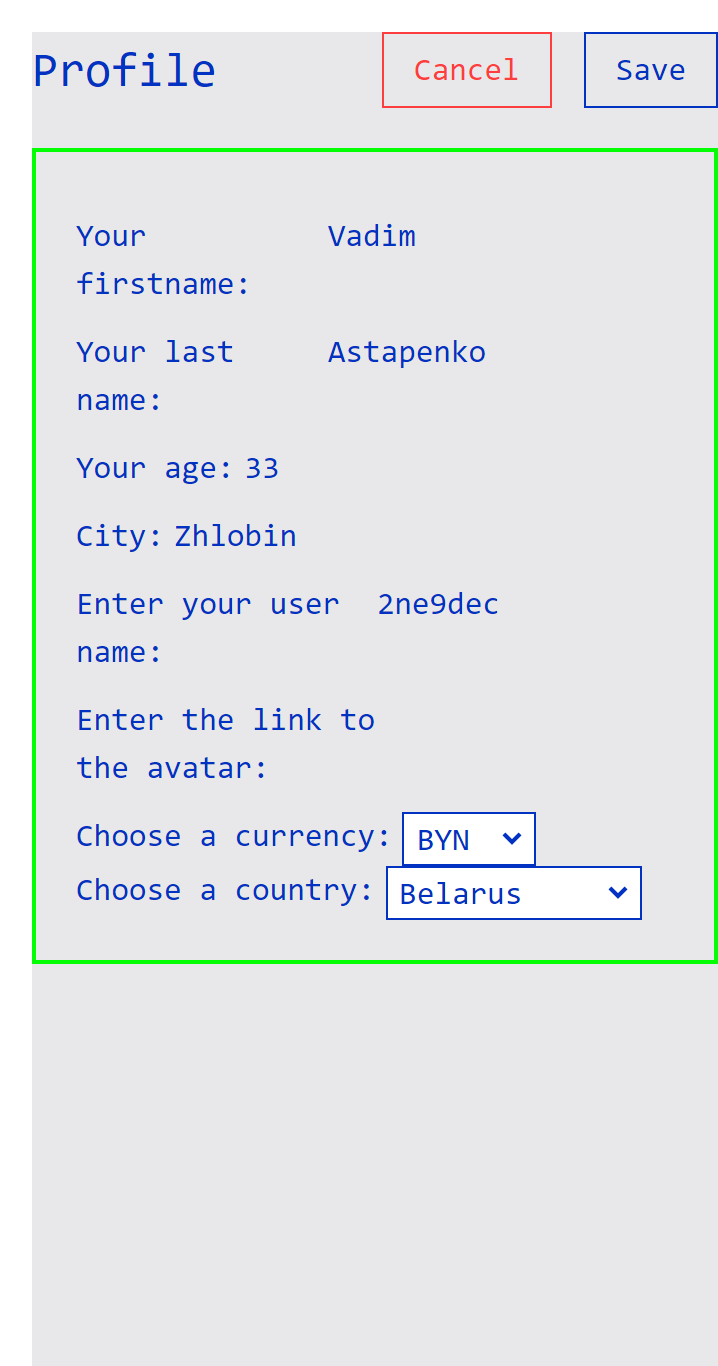 Profile Cancel Save
Your Vadim
firstname:
Your last Astapenko
name:
Your age: 33
City: Zhlobin
Enter your user 2ne9dec
name:
Enter the link to
the avatar:
Choose a currency: BYN
Choose a country: Belarus